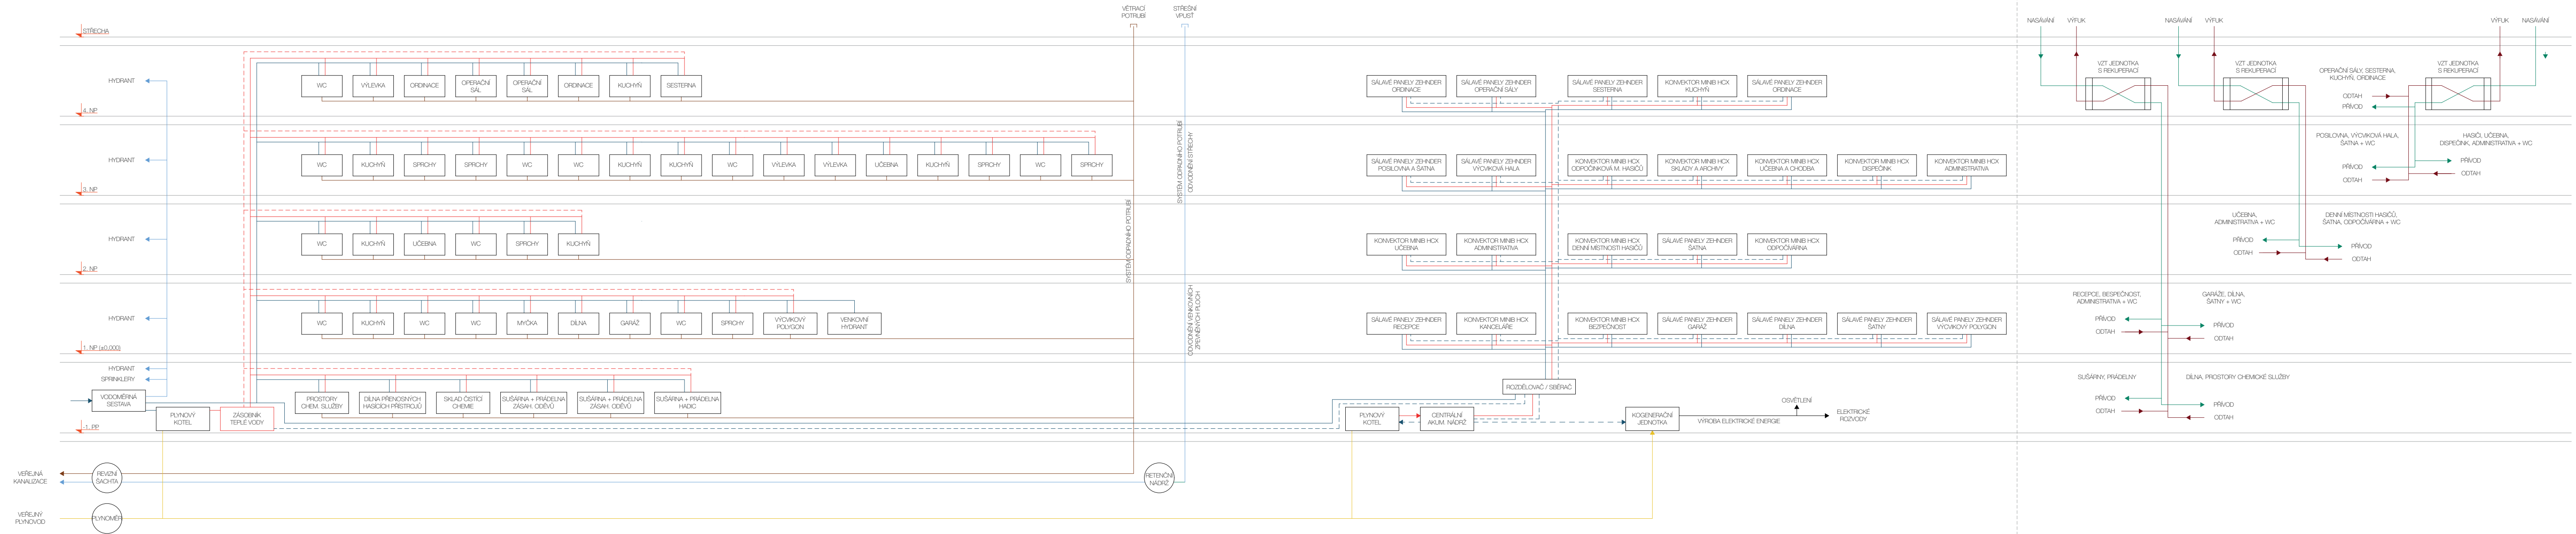 VĚTRACÍ
POTRUBÍ
STŘEŠNÍ
VPUSŤ
STŘECHA
HYDRANT
WC
VÝLEVKA
ORDINACE
OPERAČNÍ
SÁL
OPERAČNÍ
SÁL
ORDINACE
KUCHYŇ
SESTERNA
4. NP
HYDRANT
WC
KUCHYŇ
SPRCHY
SPRCHY
WC
WC
KUCHYŇ
KUCHYŇ
WC
VÝLEVKA
VÝLEVKA
UČEBNA
KUCHYŇ
SPRCHY
WC
SPRCHY
3. NP
HYDRANT
WC
KUCHYŇ
UČEBNA
WC
SPRCHY
KUCHYŇ
2. NP
HYDRANT
WC
KUCHYŇ
WC
WC
MYČKA
DÍLNA
GARÁŽ
WC
SPRCHY
VÝCVIKOVÝ
POLYGON
VENKOVNÍ
HYDRANT
1. NP (±0,000)
HYDRANT
SPRINKLERY
VODOMĚRNÁ
SESTAVA
PLYNOVÝ
KOTEL
ZÁSOBNÍK
TEPLÉ VODY
PROSTORY
CHEM. SLUŽBY
DÍLNA PŘENOSNÝCH
HASICÍCH PŘÍSTROJŮ
SKLAD ČISTÍCÍ
CHEMIE
SUŠÁRNA + PRÁDELNA
ZÁSAH. ODĚVŮ
SUŠÁRNA + PRÁDELNA
ZÁSAH. ODĚVŮ
SUŠÁRNA + PRÁDELNA
HADIC
-1. PP
VEŘEJNÁ
KANALIZACE
REVIZNÍ
ŠACHTA
VEŘEJNÝ
PLYNOVOD
PLYNOMĚR
SYSTÉM ODPADNÍHO POTRUBÍ
SYSTÉM ODPADNÍHO POTRUBÍ
ODVODNĚNÍ STŘECHY
ODVODNĚNÍ VENKOVNÍCH
ZPEVNĚNÝCH PLOCH
RETENČNÍ
NÁDRŽ
SÁLAVÉ PANELY ZEHNDER
ORDINACE
SÁLAVÉ PANELY ZEHNDER
OPERAČNÍ SÁLY
SÁLAVÉ PANELY ZEHNDER
SESTERNA
KONVEKTOR MINIB HCX
KUCHYŇ
SÁLAVÉ PANELY ZEHNDER
ORDINACE
SÁLAVÉ PANELY ZEHNDER
POSILOVNA A ŠATNA
SÁLAVÉ PANELY ZEHNDER
VÝCVIKOVÁ HALA
KONVEKTOR MINIB HCX
ODPOČINKOVÁ M. HASIČŮ
KONVEKTOR MINIB HCX
SKLADY A ARCHIVY
KONVEKTOR MINIB HCX
UČEBNA A CHODBA
KONVEKTOR MINIB HCX
DISPEČINK
KONVEKTOR MINIB HCX
ADMINISTRATIVA
KONVEKTOR MINIB HCX
UČEBNA
KONVEKTOR MINIB HCX
ADMINISTRATIVA
KONVEKTOR MINIB HCX
DENNÍ MÍSTNOSTI HASIČŮ
SÁLAVÉ PANELY ZEHNDER
ŠATNA
KONVEKTOR MINIB HCX
ODPOČÍVÁRNA
SÁLAVÉ PANELY ZEHNDER
RECEPCE
KONVEKTOR MINIB HCX
KANCELÁŘE
KONVEKTOR MINIB HCX
BEZPEČNOST
SÁLAVÉ PANELY ZEHNDER
GARÁŽ
SÁLAVÉ PANELY ZEHNDER
DÍLNA
SÁLAVÉ PANELY ZEHNDER
ŠATNY
SÁLAVÉ PANELY ZEHNDER
VÝCVIKOVÝ POLYGON
ROZDĚLOVAČ / SBĚRAČ
PLYNOVÝ
KOTEL
CENTRÁLNÍ
AKUM. NÁDRŽ
KOGENERAČNÍ
JEDNOTKA
OSVĚTLENÍ
VÝROBA ELEKTRICKÉ ENERGIE
ELEKTRICKÉ
ROZVODY
NASÁVÁNÍ
VÝFUK
NASÁVÁNÍ
VÝFUK
VÝFUK
NASÁVÁNÍ
VZT JEDNOTKA
S REKUPERACÍ
VZT JEDNOTKA
S REKUPERACÍ
VZT JEDNOTKA
S REKUPERACÍ
OPERAČNÍ SÁLY, SESTERNA,
KUCHYŇ, ORDINACE
ODTAH
PŘÍVOD
POSILOVNA, VÝCVIKOVÁ HALA,
ŠATNA + WC
HASIČI, UČEBNA,
DISPEČINK, ADMINISTRATIVA + WC
PŘÍVOD
PŘÍVOD
ODTAH
ODTAH
UČEBNA,
ADMINISTRATIVA + WC
DENNÍ MÍSTNOSTI HASIČŮ,
ŠATNA, ODPOČÍVÁRNA + WC
PŘÍVOD
PŘÍVOD
ODTAH
ODTAH
RECEPCE, BESPEČNOST,
ADMINISTRATIVA + WC
GARÁŽE, DÍLNA,
ŠATNY + WC
PŘÍVOD
PŘÍVOD
ODTAH
ODTAH
SUŠÁRNY, PRÁDELNY
DÍLNA, PROSTORY CHEMICKÉ SLUŽBY
PŘÍVOD
PŘÍVOD
ODTAH
ODTAH